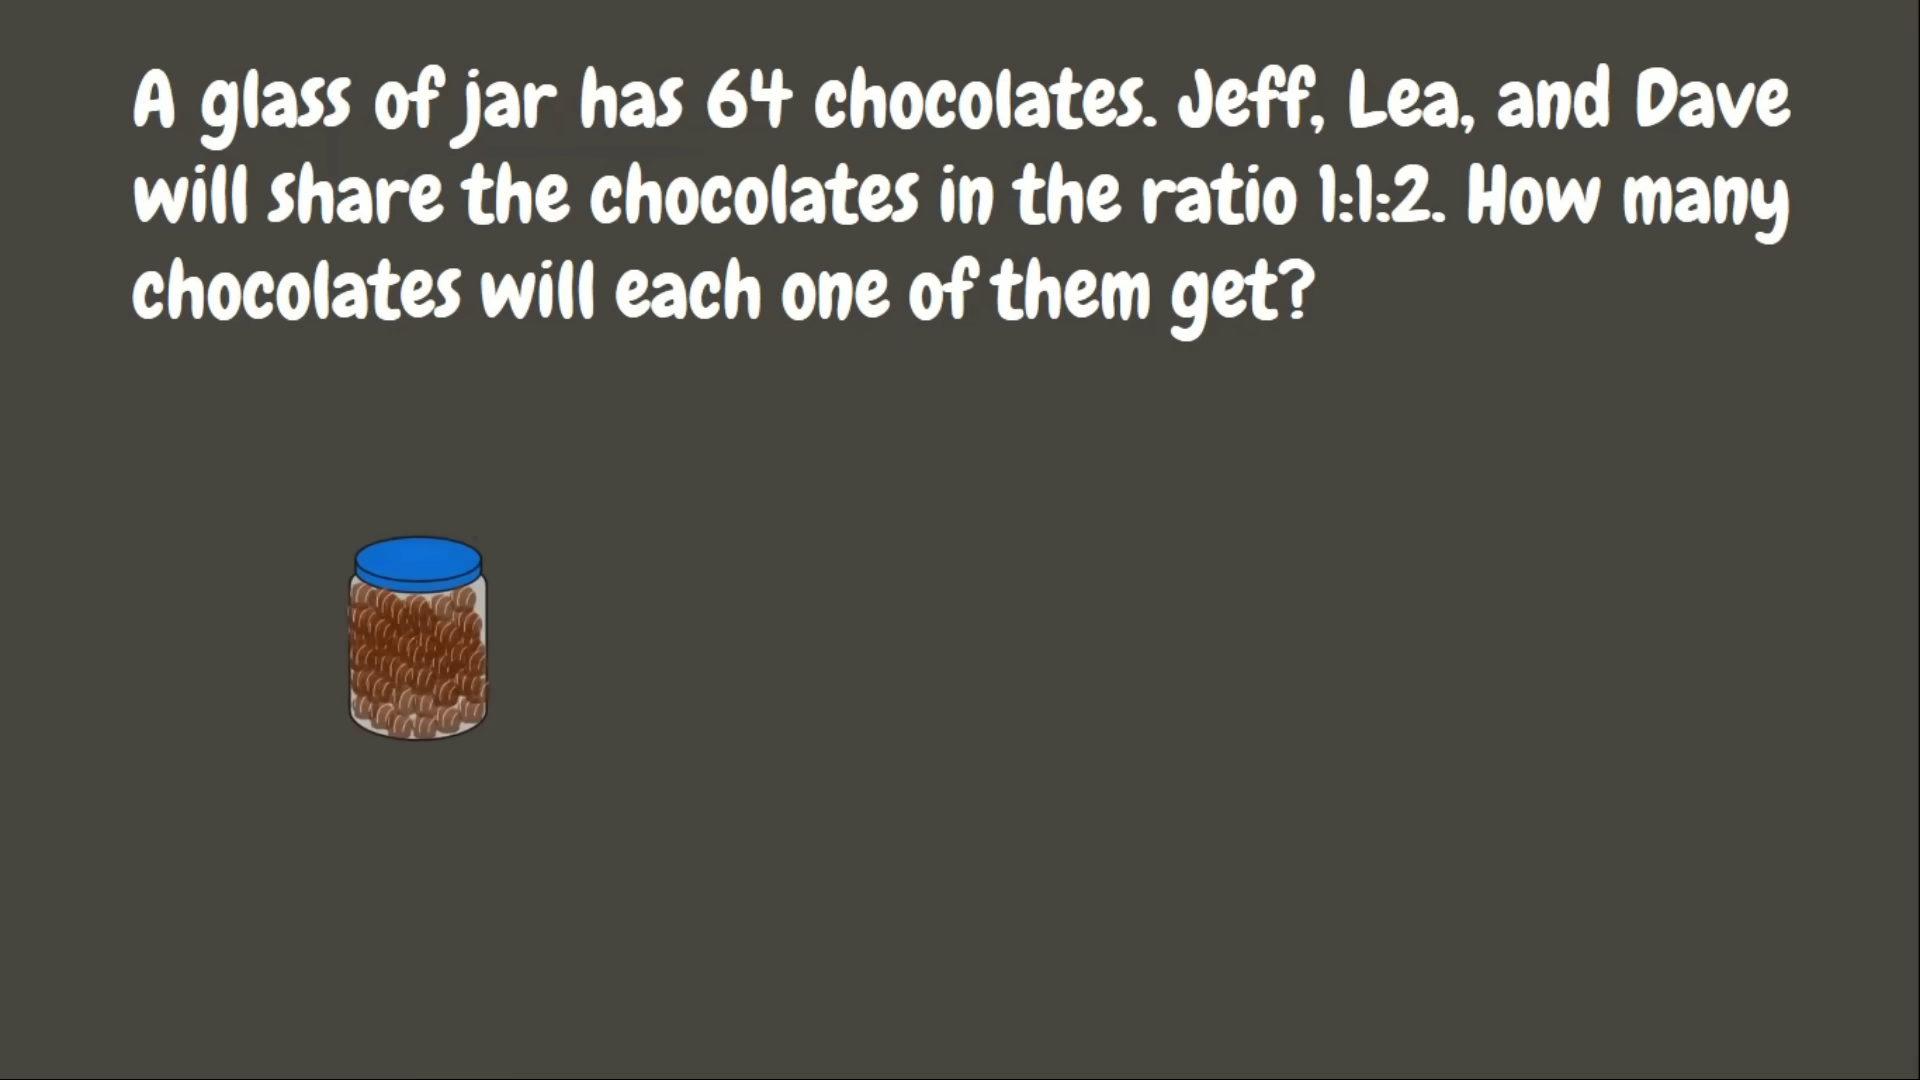 A glass of jar has 64 chocolates. Jeff, Lea, and Dave
will share the chocolates in the ratio 1:1:2. How many
chocolates will each one of them get?